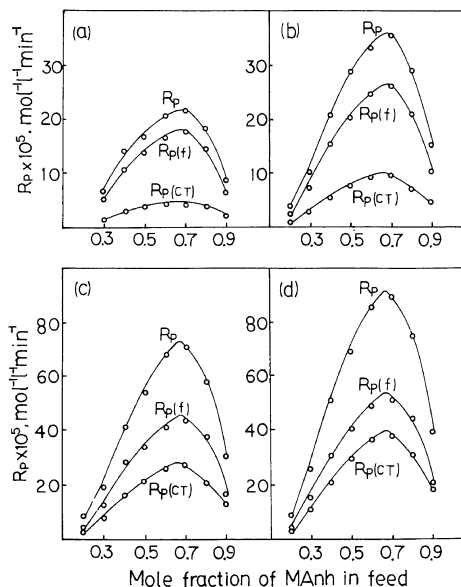 (a)
(b)
Rp×10⁵. mol⁻¹l⁻¹min⁻¹
30
20
10
Rp
Rp(f)
Rp(CT)
30
20
10
Rp
Rp(f)
Rp(CT)
0.3 0.5 0.7 0.9
0.3 0.5 0.7 0.9
(c)
(d)
Rp×10⁵, mol⁻¹l⁻¹min⁻¹
80
60
40
20
Rp
Rp(f)
Rp(CT)
80
60
40
20
Rp
Rp(f)
Rp(CT)
0.3 0.5 0.7 0.9
0.3 0.5 0.7 0.9
Mole fraction of MAnh in feed